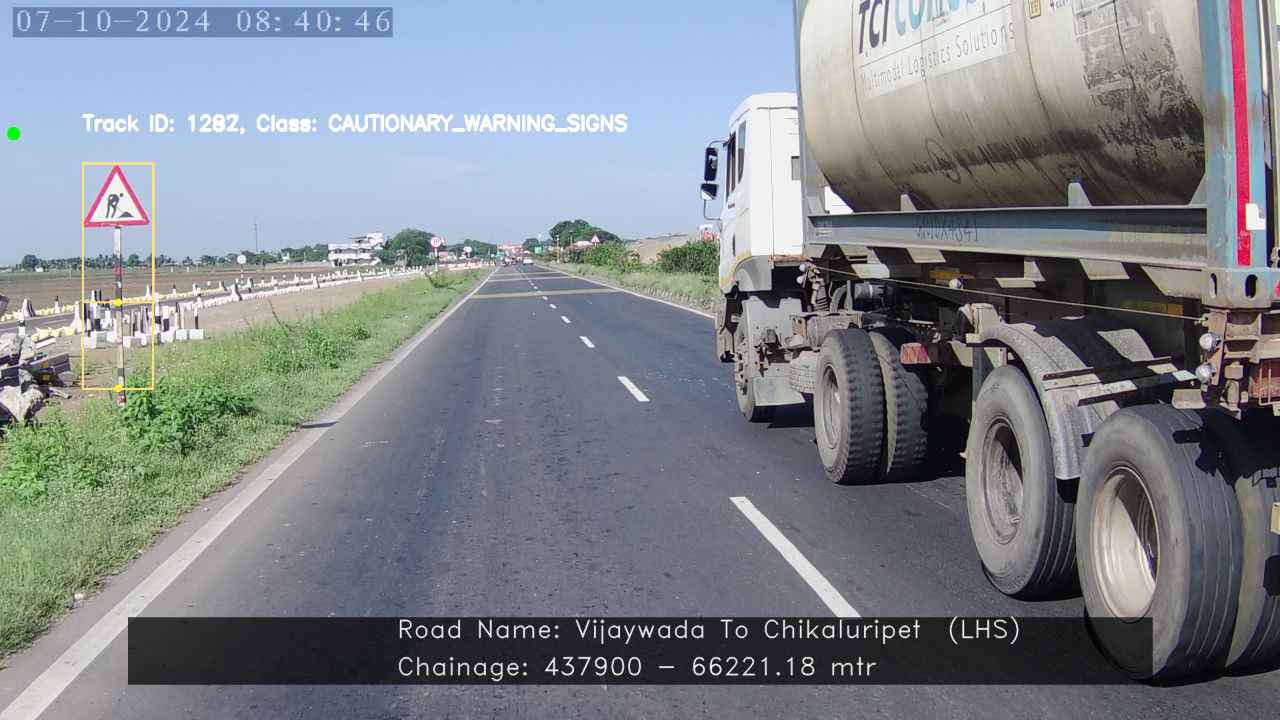 07-10-2024 08:40:46
TCI
Multimodal Logistics Solutions
Track ID: 1282, Class: CAUTIONARY_WARNING_SIGNS
Road Name: Vijaywada To Chikaluripet (LHS)
Chainage: 437900 - 66221.18 mtr